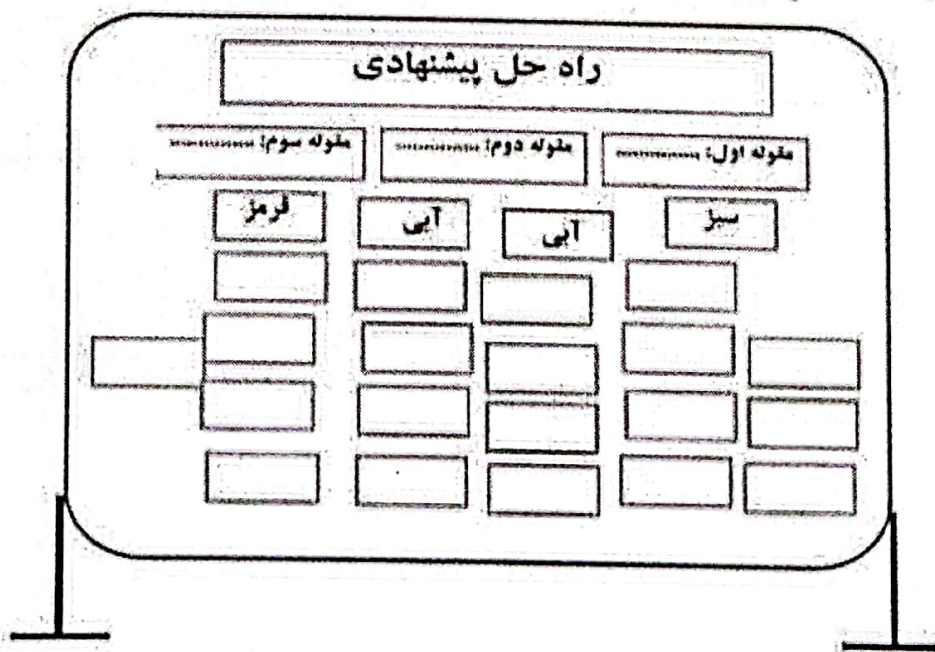 راه حل پیشنهادی
مقوله اول: ............ مقوله دوم: ............ مقوله سوم: ............
سبز آبی آبی قرمز